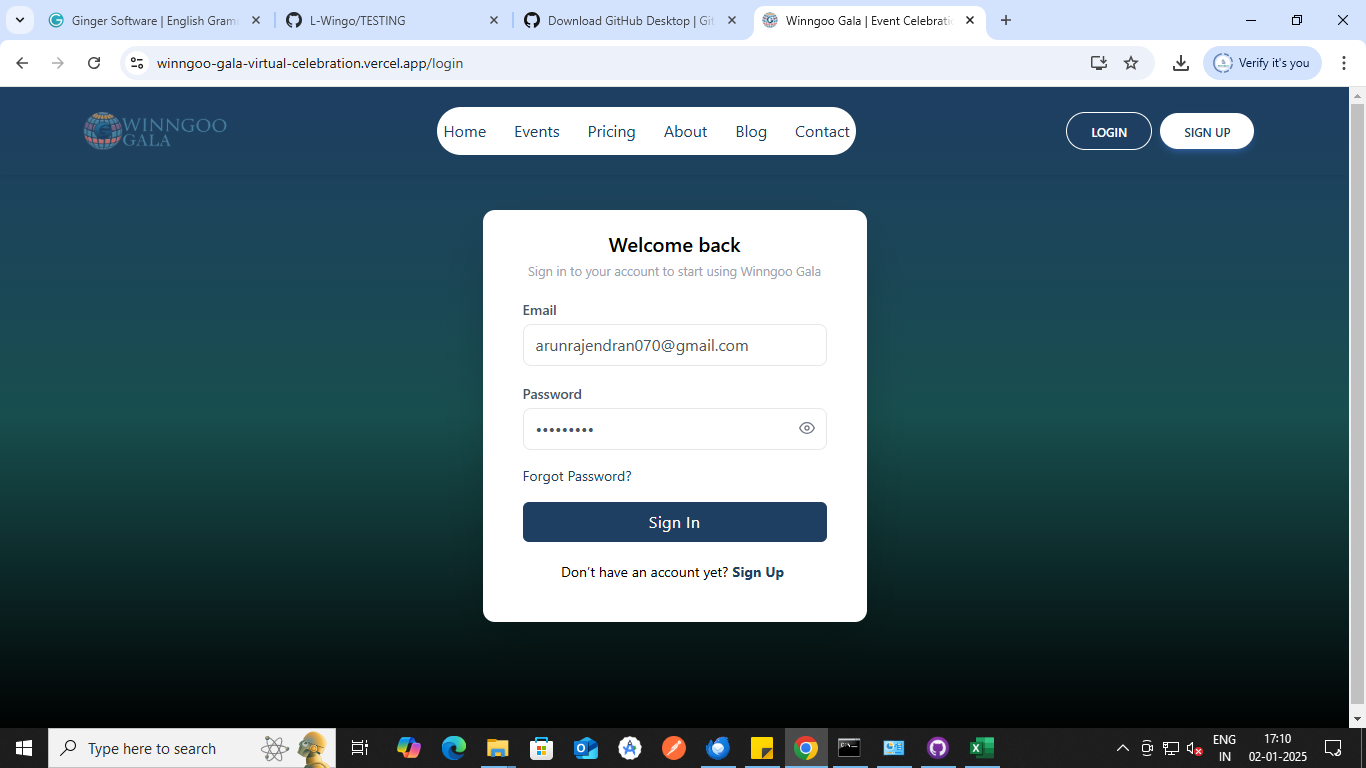 Ginger Software | English Gram
L-Wingo/TESTING
Download GitHub Desktop | Git
Winngoo Gala | Event Celebratio
winngoo-gala-virtual-celebration.vercel.app/login
Verify it's you
WINNGOO
GALA
Home Events Pricing About Blog Contact
LOGIN
SIGN UP
Welcome back
Sign in to your account to start using Winngoo Gala
Email
arunrajendran070@gmail.com
Password
•••••••••
Forgot Password?
Sign In
Don't have an account yet? Sign Up
Type here to search
ENG
IN
17:10
02-01-2025